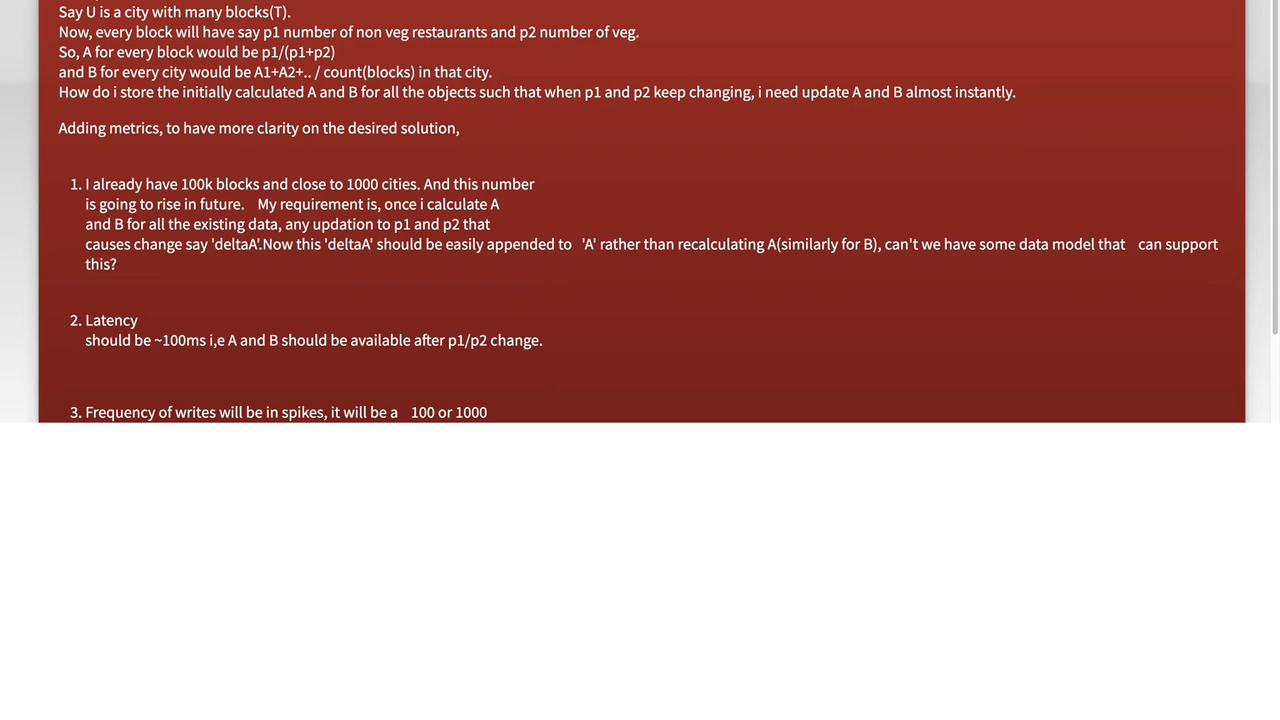 Say U is a city with many blocks(T).
Now, every block will have say p1 number of non veg restaurants and p2 number of veg.
So, A for every block would be p1/(p1+p2)
and B for every city would be A1+A2+.. / count(blocks) in that city.
How do i store the initially calculated A and B for all the objects such that when p1 and p2 keep changing, i need update A and B almost instantly.
Adding metrics, to have more clarity on the desired solution,
1. I already have 100k blocks and close to 1000 cities. And this number
is going to rise in future. My requirement is, once i calculate A
and B for all the existing data, any updation to p1 and p2 that
causes change say 'deltaA'.Now this 'deltaA' should be easily appended to 'A' rather than recalculating A(similarly for B), can't we have some data model that can support
this?
2. Latency
should be ~100ms i,e A and B should be available after p1/p2 change.
3. Frequency of writes will be in spikes, it will be a 100 or 1000